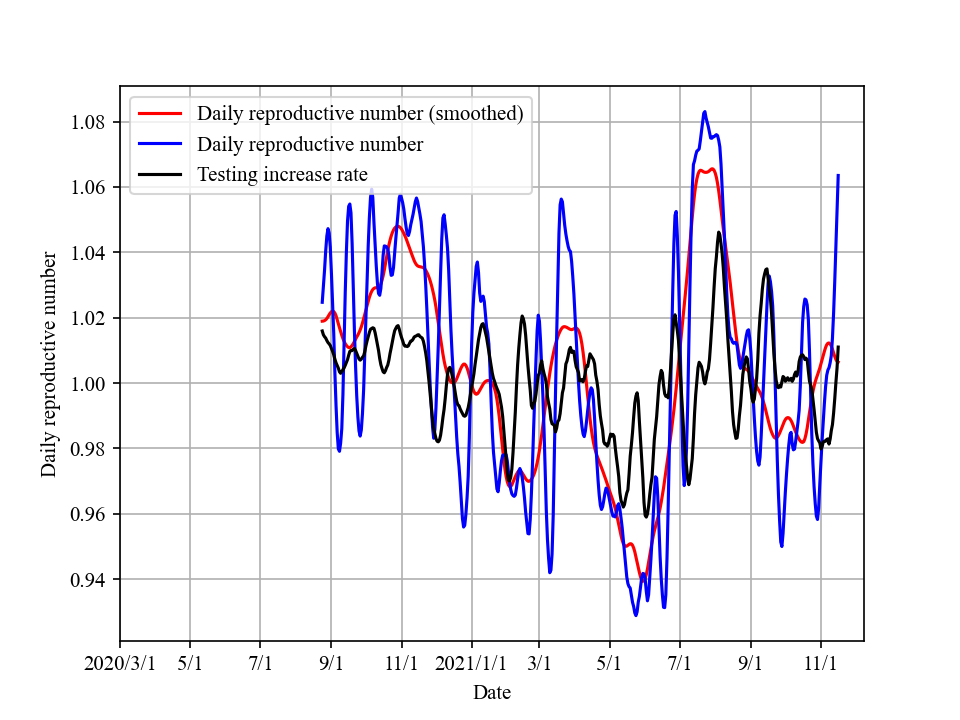 Daily reproductive number (smoothed)
Daily reproductive number
Testing increase rate
Daily reproductive number
1.08
1.06
1.04
1.02
1.00
0.98
0.96
0.94
2020/3/1 5/1 7/1 9/1 11/1 2021/1/1 3/1 5/1 7/1 9/1 11/1
Date